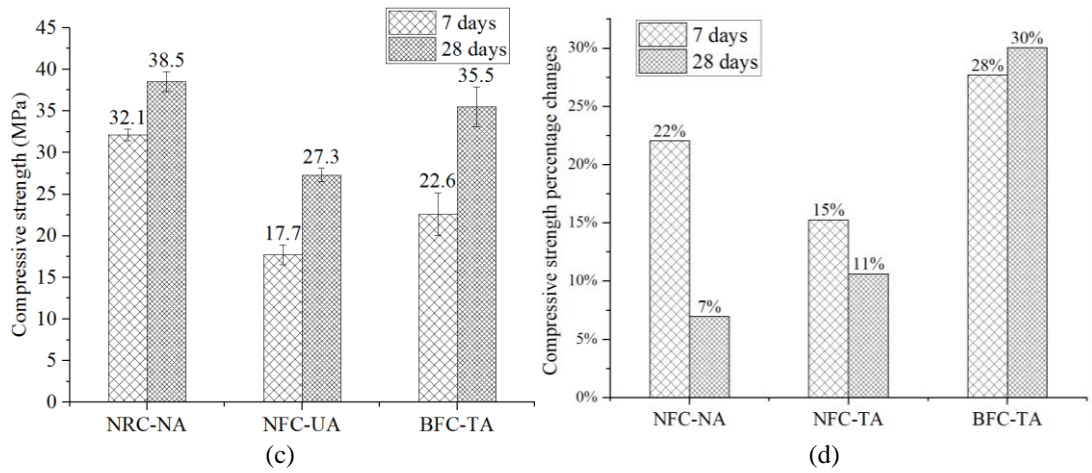 7 days
28 days
Compressive strength (MPa)
45
40
35
30
25
20
15
10
5
0
32.1
38.5
17.7
27.3
22.6
35.5
NRC-NA
NFC-UA
BFC-TA
(c)
7 days
28 days
Compressive strength percentage changes
30%
25%
20%
15%
10%
5%
0%
22%
7%
15%
11%
28%
30%
NFC-NA
NFC-TA
BFC-TA
(d)